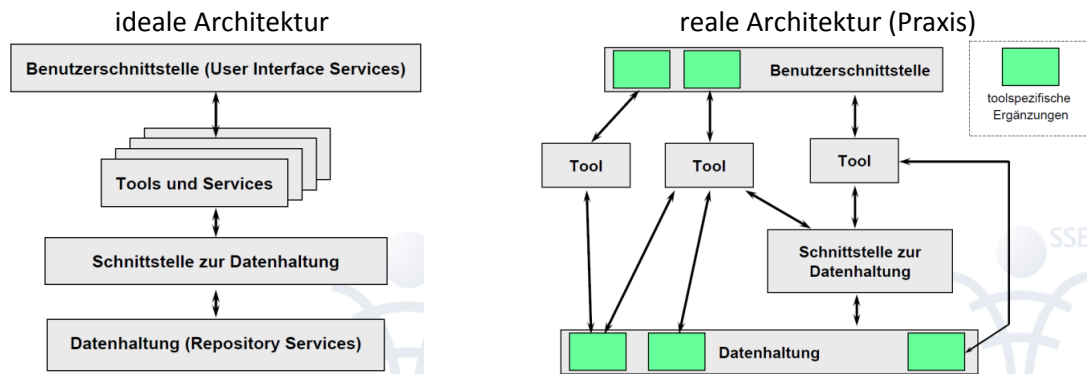 ideale Architektur
Benutzerschnittstelle (User Interface Services)
Tools und Services
Schnittstelle zur Datenhaltung
Datenhaltung (Repository Services)
reale Architektur (Praxis)
Benutzerschnittstelle
toolspezifische
Ergänzungen
Tool
Tool
Tool
Schnittstelle zur
Datenhaltung
Datenhaltung
SSE